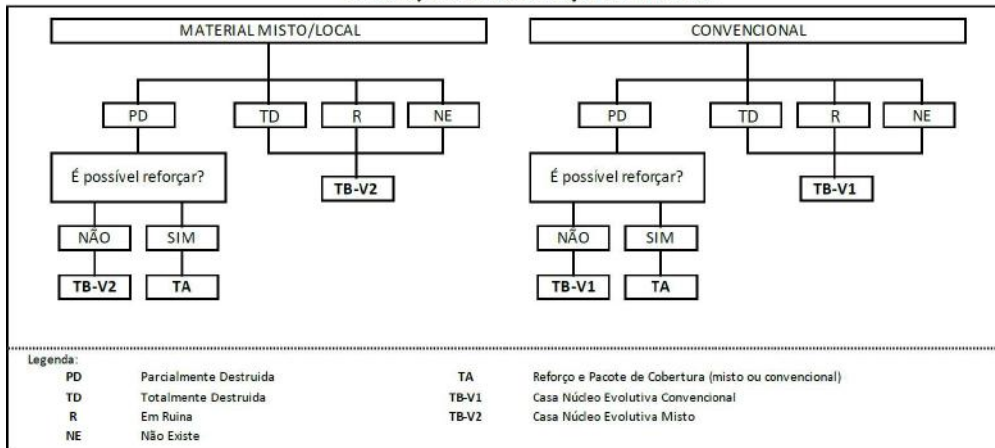 MATERIAL MISTO/LOCAL
CONVENCIONAL
PD
TD
R
NE
PD
TD
R
NE
É possível reforçar?
TB-V2
É possível reforçar?
TB-V1
NÃO
SIM
NÃO
SIM
TB-V2
TA
TB-V1
TA
Legenda:
PD Parcialmente Destruida TA Reforço e Pacote de Cobertura (misto ou convencional)
TD Totalmente Destruida TB-V1 Casa Núcleo Evolutiva Convencional
R Em Ruina TB-V2 Casa Núcleo Evolutiva Misto
NE Não Existe